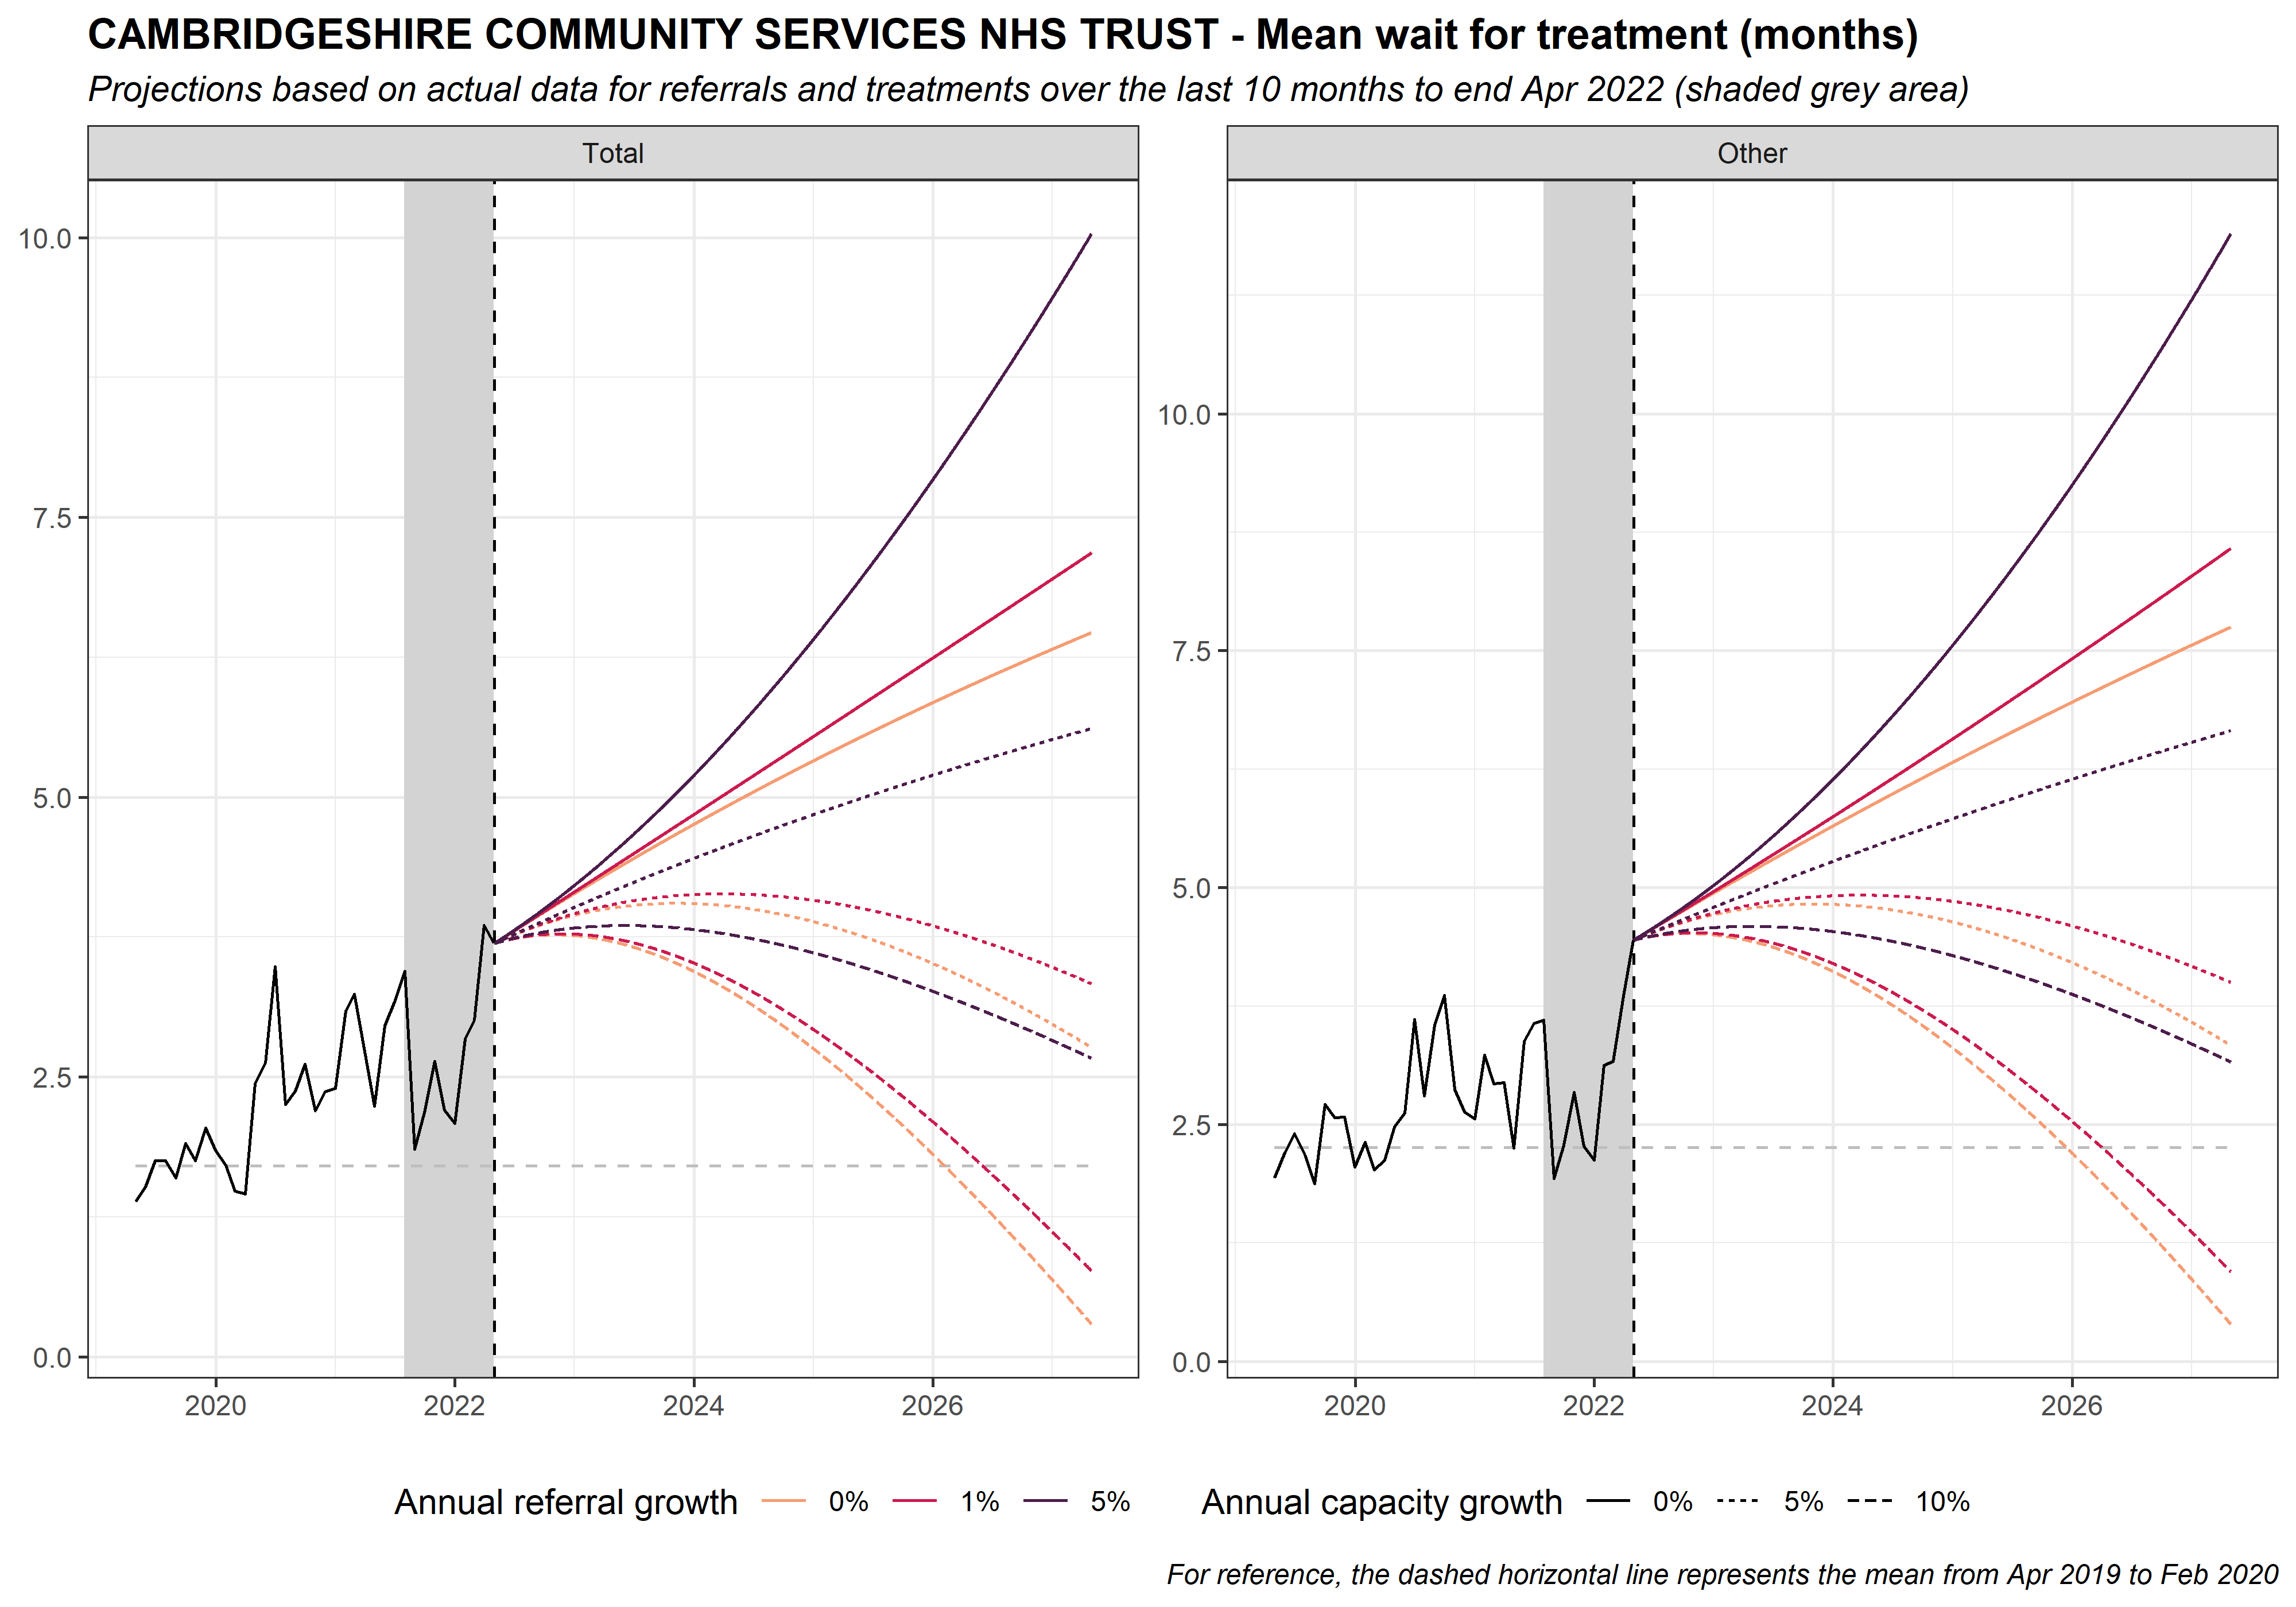 CAMBRIDGESHIRE COMMUNITY SERVICES NHS TRUST - Mean wait for treatment (months)
Projections based on actual data for referrals and treatments over the last 10 months to end Apr 2022 (shaded grey area)
Total
10.0
7.5
5.0
2.5
0.0
2020 2022 2024 2026
Other
10.0
7.5
5.0
2.5
0.0
2020 2022 2024 2026
Annual referral growth 0% 1% 5%
Annual capacity growth 0% 5% 10%
For reference, the dashed horizontal line represents the mean from Apr 2019 to Feb 2020